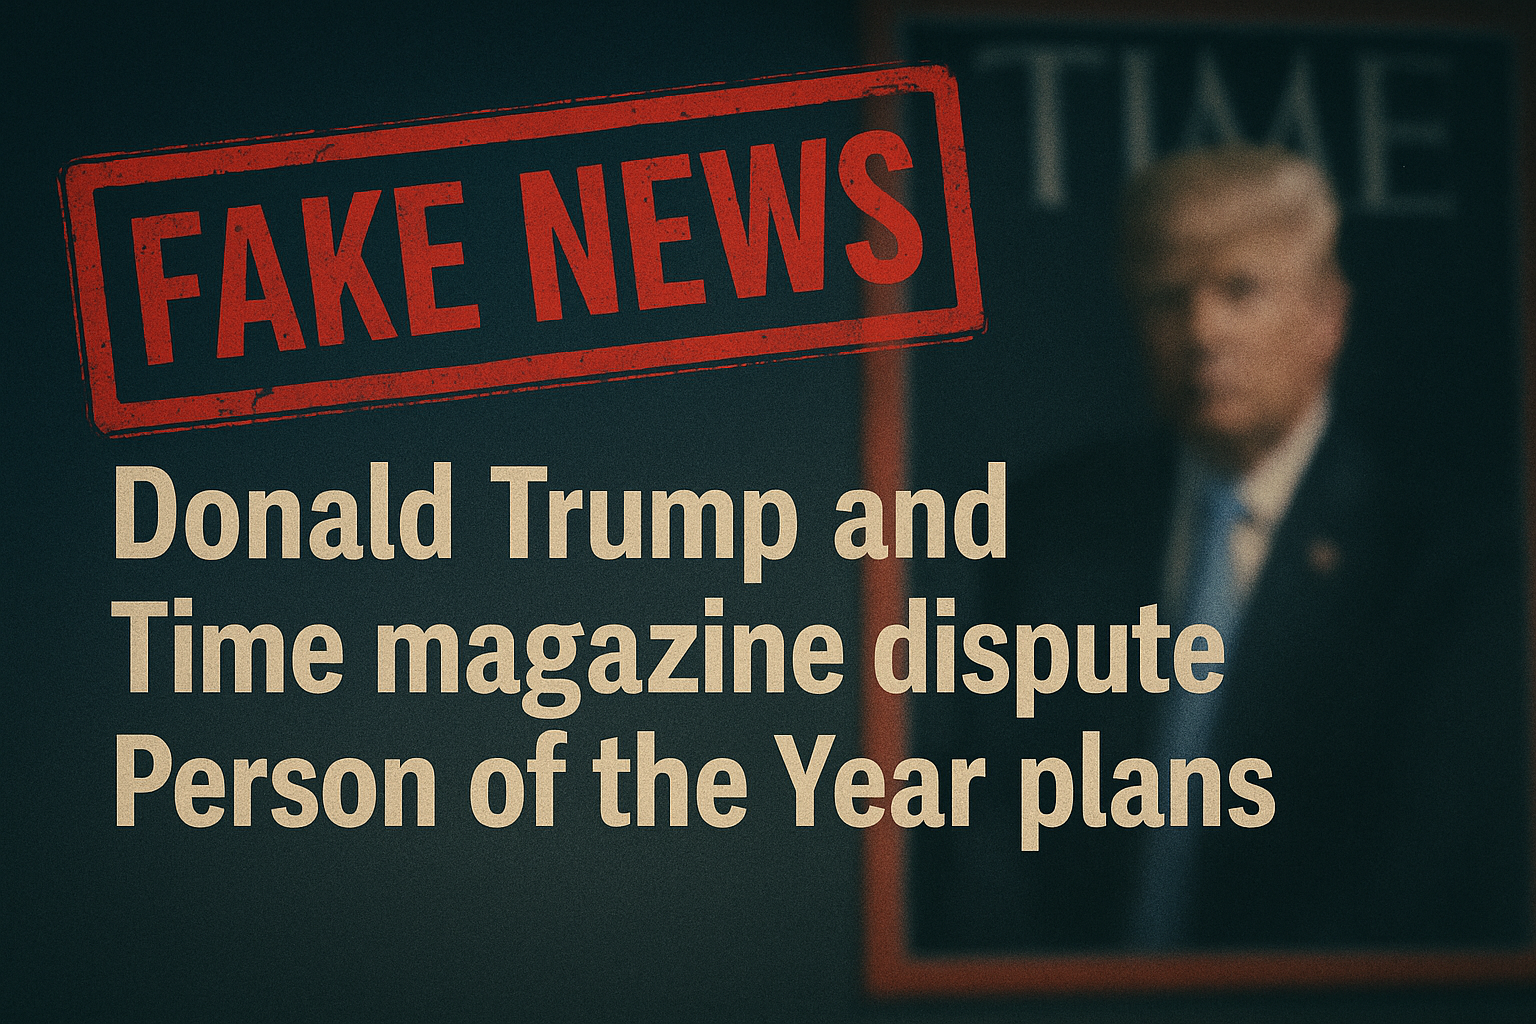 TIME
FAKE NEWS
Donald Trump and
Time magazine dispute
Person of the Year plans